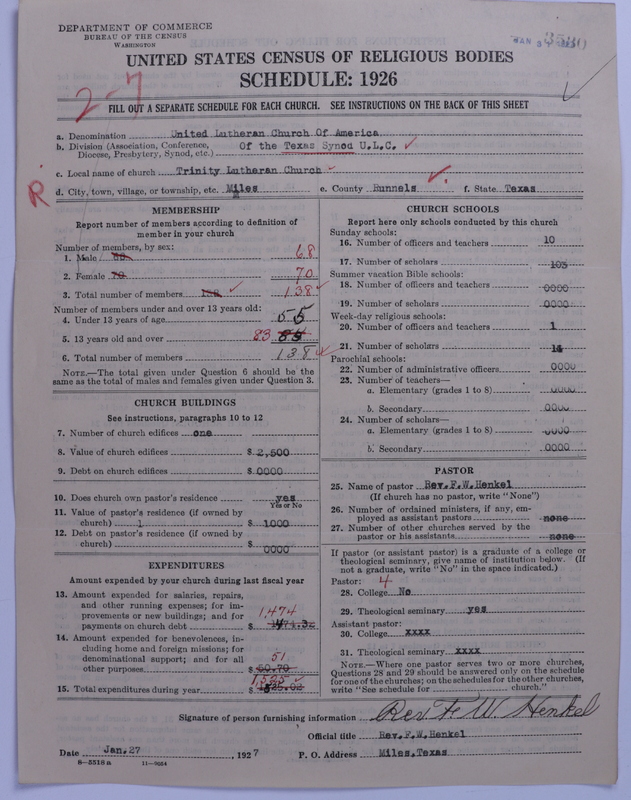 DEPARTMENT OF COMMERCE
BUREAU OF THE CENSUS
WASHINGTON
UNITED STATES CENSUS OF RELIGIOUS BODIES
SCHEDULE: 1926
2-7
FILL OUT A SEPARATE SCHEDULE FOR EACH CHURCH. SEE INSTRUCTIONS ON THE BACK OF THIS SHEET
a. Denomination United Lutheran Church Of America
b. Division (Association, Conference, Diocese, Presbytery, Synod, etc.) Of the Texas Synod U.L.C.
c. Local name of church Trinity Lutheran Church
R
d. City, town, village, or township, etc. Miles e. County Runnels f. State Texas
MEMBERSHIP
Report number of members according to definition of
member in your church
Number of members, by sex:
1. Male 68
2. Female 70
3. Total number of members 138
Number of members under and over 13 years old:
4. Under 13 years of age 55
5. 13 years old and over 83
6. Total number of members 138
NOTE.—The total given under Question 6 should be the
same as the total of males and females given under Question 3.
CHURCH BUILDINGS
See instructions, paragraphs 10 to 12
7. Number of church edifices one
8. Value of church edifices $ 2,500
9. Debt on church edifices $ 0000
10. Does church own pastor's residence yes
Yes or No
11. Value of pastor's residence (if owned by
church) 1 $ 1000
12. Debt on pastor's residence (if owned by
church) $ 0000
EXPENDITURES
Amount expended by your church during last fiscal year
13. Amount expended for salaries, repairs,
and other running expenses; for im-
provements or new buildings; and for
payments on church debt 1,474 $ 1474.32
14. Amount expended for benevolences, in-
cluding home and foreign missions; for
denominational support; and for all
other purposes 51 $
15. Total expenditures during year 1,525 $
CHURCH SCHOOLS
Report here only schools conducted by this church
Sunday schools:
16. Number of officers and teachers 10
17. Number of scholars 105
Summer vacation Bible schools:
18. Number of officers and teachers 0000
19. Number of scholars 0000
Week-day religious schools:
20. Number of officers and teachers 1
21. Number of scholars
Parochial schools:
22. Number of administrative officers 0000
23. Number of teachers—
a. Elementary (grades 1 to 8) 0000
b. Secondary 0000
24. Number of scholars—
a. Elementary (grades 1 to 8) 0000
b. Secondary 0000
PASTOR
25. Name of pastor Rev.F.W.Henkel
(If church has no pastor, write "None")
26. Number of ordained ministers, if any, em-
ployed as assistant pastors none
27. Number of other churches served by the
pastor or his assistants none
If pastor (or assistant pastor) is a graduate of a college or
theological seminary, give name of institution below. (If
not a graduate, write "No" in the space indicated.)
Pastor: 4
28. College No
29. Theological seminary yes
Assistant pastor:
30. College xxxx
31. Theological seminary xxxx
NOTE.—Where one pastor serves two or more churches,
Questions 28 and 29 should be answered only on the schedule
for one of the churches; on the schedules for the other churches,
write "See schedule for church."
Signature of person furnishing information Rev. F. W. Henkel
Official title Rev.F.W.Henkel
Date Jan.27, 1927 P. O. Address Miles,Texas
8—5518 a 11—9054